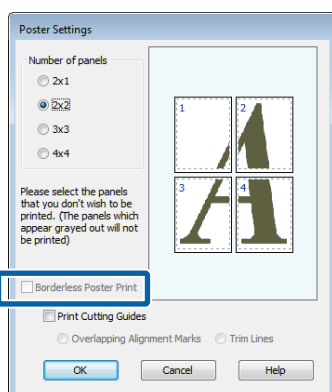 Poster Settings
Number of panels
2x1
2x2
3x3
4x4
Please select the panels
that you don't wish to be
printed. (The panels which
appear grayed out will not
be printed)
1
2
3
4
Borderless Poster Print
Print Cutting Guides
Overlapping Alignment Marks
Trim Lines
OK
Cancel
Help